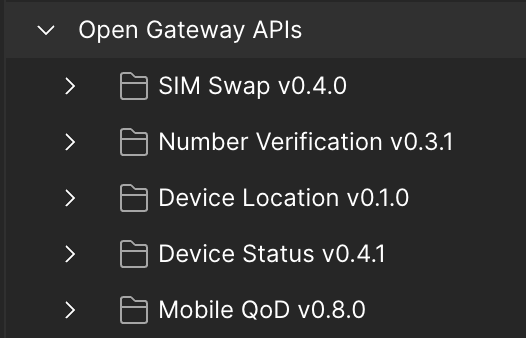 Open Gateway APIs
SIM Swap v0.4.0
Number Verification v0.3.1
Device Location v0.1.0
Device Status v0.4.1
Mobile QoD v0.8.0